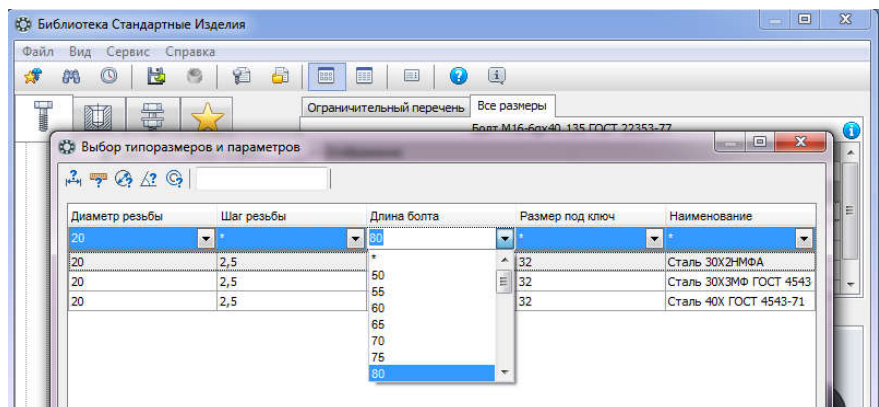 Библиотека Стандартные Изделия
Файл Вид Сервис Справка
Ограничительный перечень Все размеры
Болт М16-6gx40 135 ГОСТ 22353-77
Выбор типоразмеров и параметров
Диаметр резьбы Шаг резьбы Длина болта Размер под ключ Наименование
20 * 80 * *
20 2,5 32 Сталь 30Х2НМФА
20 2,5 32 Сталь 30Х3МФ ГОСТ 4543
20 2,5 32 Сталь 40Х ГОСТ 4543-71
*
50
55
60
65
70
75
80